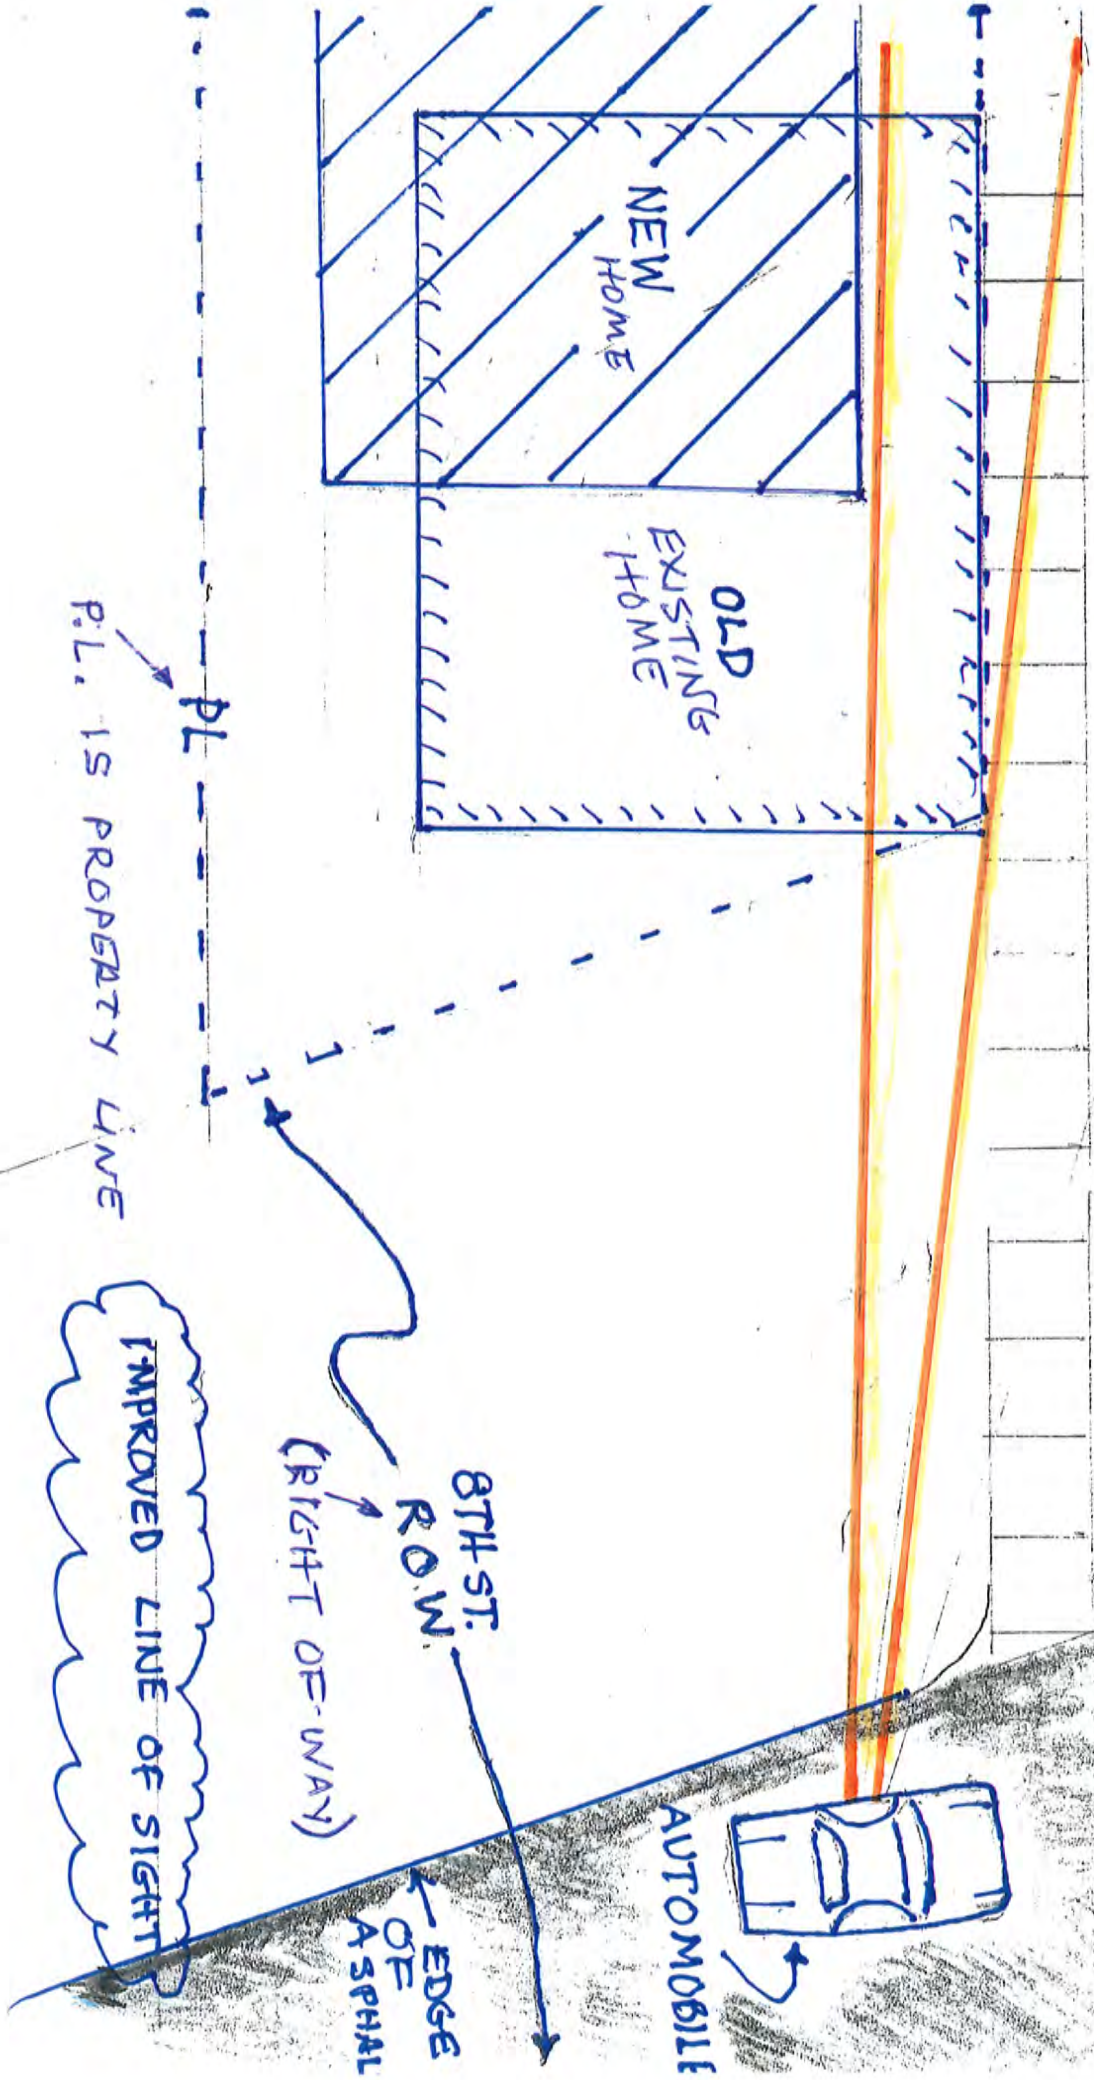 NEW
HOME
OLD
EXISTING
HOME
PL
P.L. IS PROPERTY LINE
8TH ST.
R.O.W.
(RIGHT OF-WAY)
IMPROVED LINE OF SIGHT
AUTOMOBILE
EDGE
OF
ASPHAL